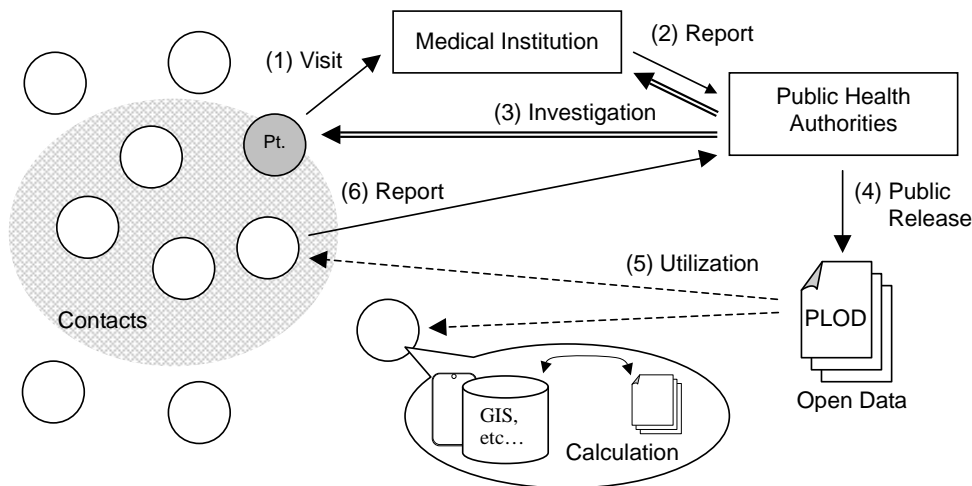 Medical Institution
(1) Visit
(2) Report
Public Health
Authorities
(3) Investigation
Pt.
(6) Report
(4) Public
Release
(5) Utilization
Contacts
PLOD
Open Data
GIS,
etc…
Calculation